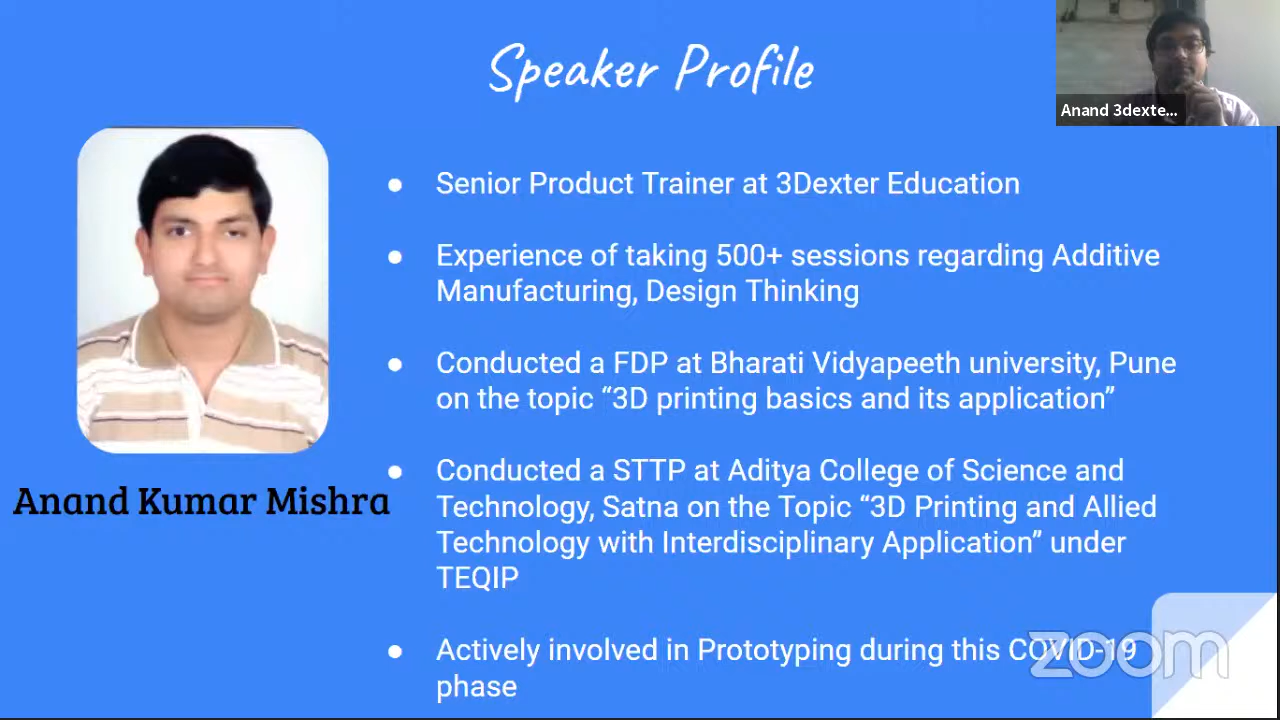 Speaker Profile
Anand 3dexte...
● Senior Product Trainer at 3Dexter Education
● Experience of taking 500+ sessions regarding Additive
Manufacturing, Design Thinking
● Conducted a FDP at Bharati Vidyapeeth university, Pune
on the topic “3D printing basics and its application”
● Conducted a STTP at Aditya College of Science and
Technology, Satna on the Topic “3D Printing and Allied
Technology with Interdisciplinary Application” under
TEQIP
● Actively involved in Prototyping during this COVID-19
phase
Anand Kumar Mishra
zoom